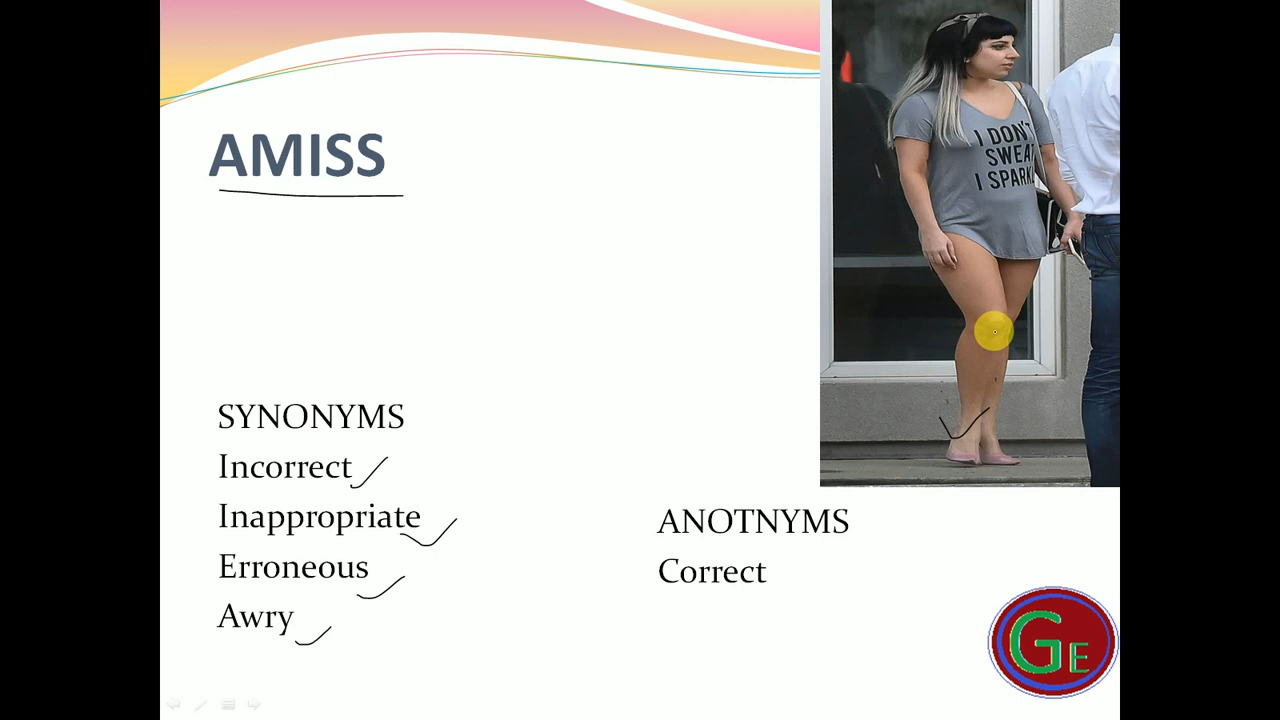 AMISS
I DON'T
SWEAT
I SPARK
SYNONYMS
Incorrect
Inappropriate
Erroneous
Awry
ANOTNYMS
Correct
GE